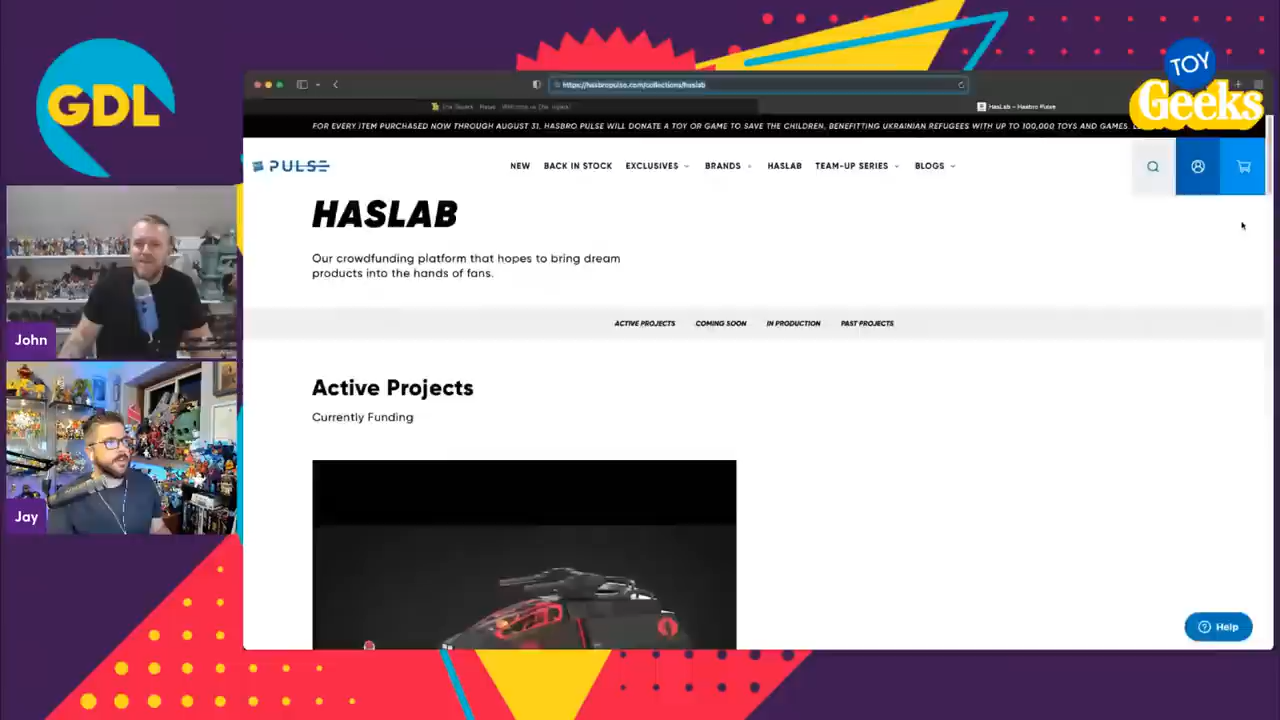 GDL
TOY
Geeks
https://hasbropulse.com/collections/haslab
HasLab – Hasbro Pulse
FOR EVERY ITEM PURCHASED NOW THROUGH AUGUST 31, HASBRO PULSE WILL DONATE A TOY OR GAME TO SAVE THE CHILDREN, BENEFITTING UKRAINIAN REFUGEES WITH UP TO 100,000 TOYS AND GAMES.
PULSE
NEW BACK IN STOCK EXCLUSIVES BRANDS HASLAB TEAM-UP SERIES BLOGS
HASLAB
Our crowdfunding platform that hopes to bring dream
products into the hands of fans.
ACTIVE PROJECTS COMING SOON IN PRODUCTION PAST PROJECTS
John
Active Projects
Currently Funding
Jay
Help